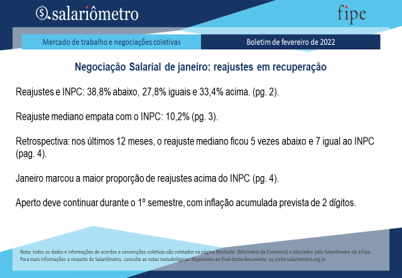 salariômetro
fipe
Mercado de trabalho e negociações coletivas
Boletim de fevereiro de 2022
Negociação Salarial de janeiro: reajustes em recuperação
Reajustes e INPC: 38,8% abaixo, 27,8% iguais e 33,4% acima. (pg. 2).
Reajuste mediano empata com o INPC: 10,2% (pg. 3).
Retrospectiva: nos últimos 12 meses, o reajuste mediano ficou 5 vezes abaixo e 7 igual ao INPC
(pag. 4).
Janeiro marcou a maior proporção de reajustes acima do INPC (pg. 4).
Aperto deve continuar durante o 1º semestre, com inflação acumulada prevista de 2 dígitos.
Nota: todos os dados e informações de acordos e convenções coletivas são coletados na página Mediador (Ministério da Economia) e tabulados pelo Salariômetro da a-Fipe.
Para mais informações a respeito do Salariômetro, consulte as notas metodológicas disponíveis ao final deste documento ou visite salariometro.org.br